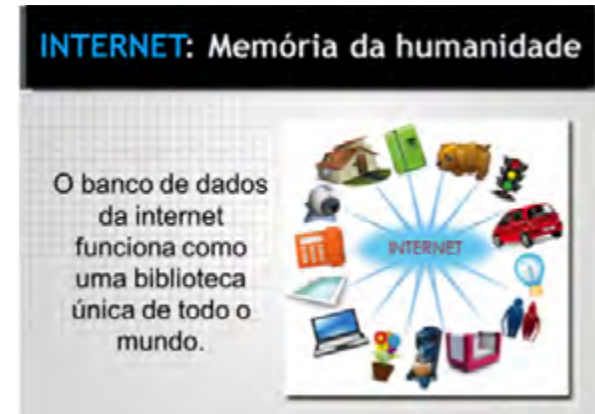 INTERNET: Memória da humanidade
O banco de dados
da internet
funciona como
uma biblioteca
única de todo o
mundo.
INTERNET